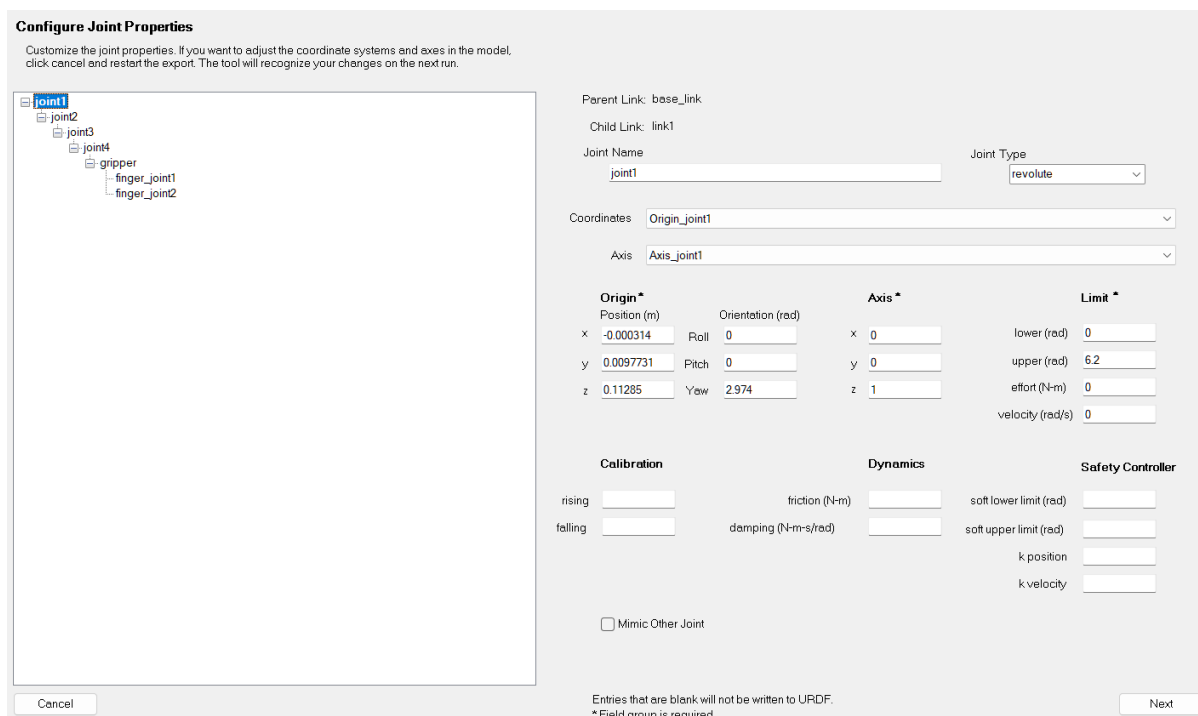 Configure Joint Properties
Customize the joint properties. If you want to adjust the coordinate systems and axes in the model,
click cancel and restart the export. The tool will recognize your changes on the next run.
joint1
joint2
joint3
joint4
gripper
finger_joint1
finger_joint2
Parent Link: base_link
Child Link: link1
Joint Name
joint1
Joint Type
revolute
Coordinates Origin_joint1
Axis Axis_joint1
Origin* Axis* Limit *
Position (m) Orientation (rad)
x -0.000314 Roll 0 x 0 lower (rad) 0
y 0.0097731 Pitch 0 y 0 upper (rad) 6.2
z 0.11285 Yaw 2.974 z 1 effort (N-m) 0
velocity (rad/s) 0
Calibration Dynamics Safety Controller
rising friction (N-m) soft lower limit (rad)
falling damping (N-m-s/rad) soft upper limit (rad)
k position
k velocity
Mimic Other Joint
Cancel
Entries that are blank will not be written to URDF.
*Field group is required
Next